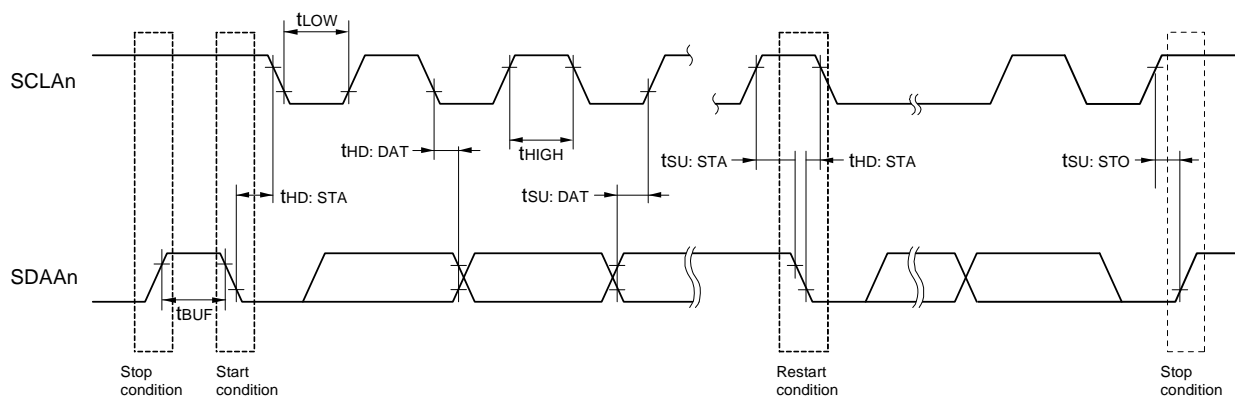 tLOW
SCLAn
tHD: DAT
tHIGH
tSU: STA
tHD: STA
tSU: STO
tHD: STA
tSU: DAT
SDAAn
tBUF
Stop
condition
Start
condition
Restart
condition
Stop
condition